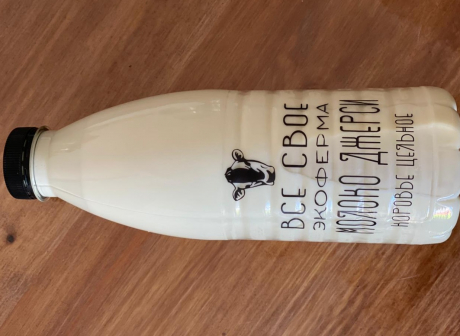 ВСЕ СВОЕ
ЭКОФЕРМА
МОЛОКО ДЖЕРСИ
КОРОВЬЕ ЦЕЛЬНОЕ